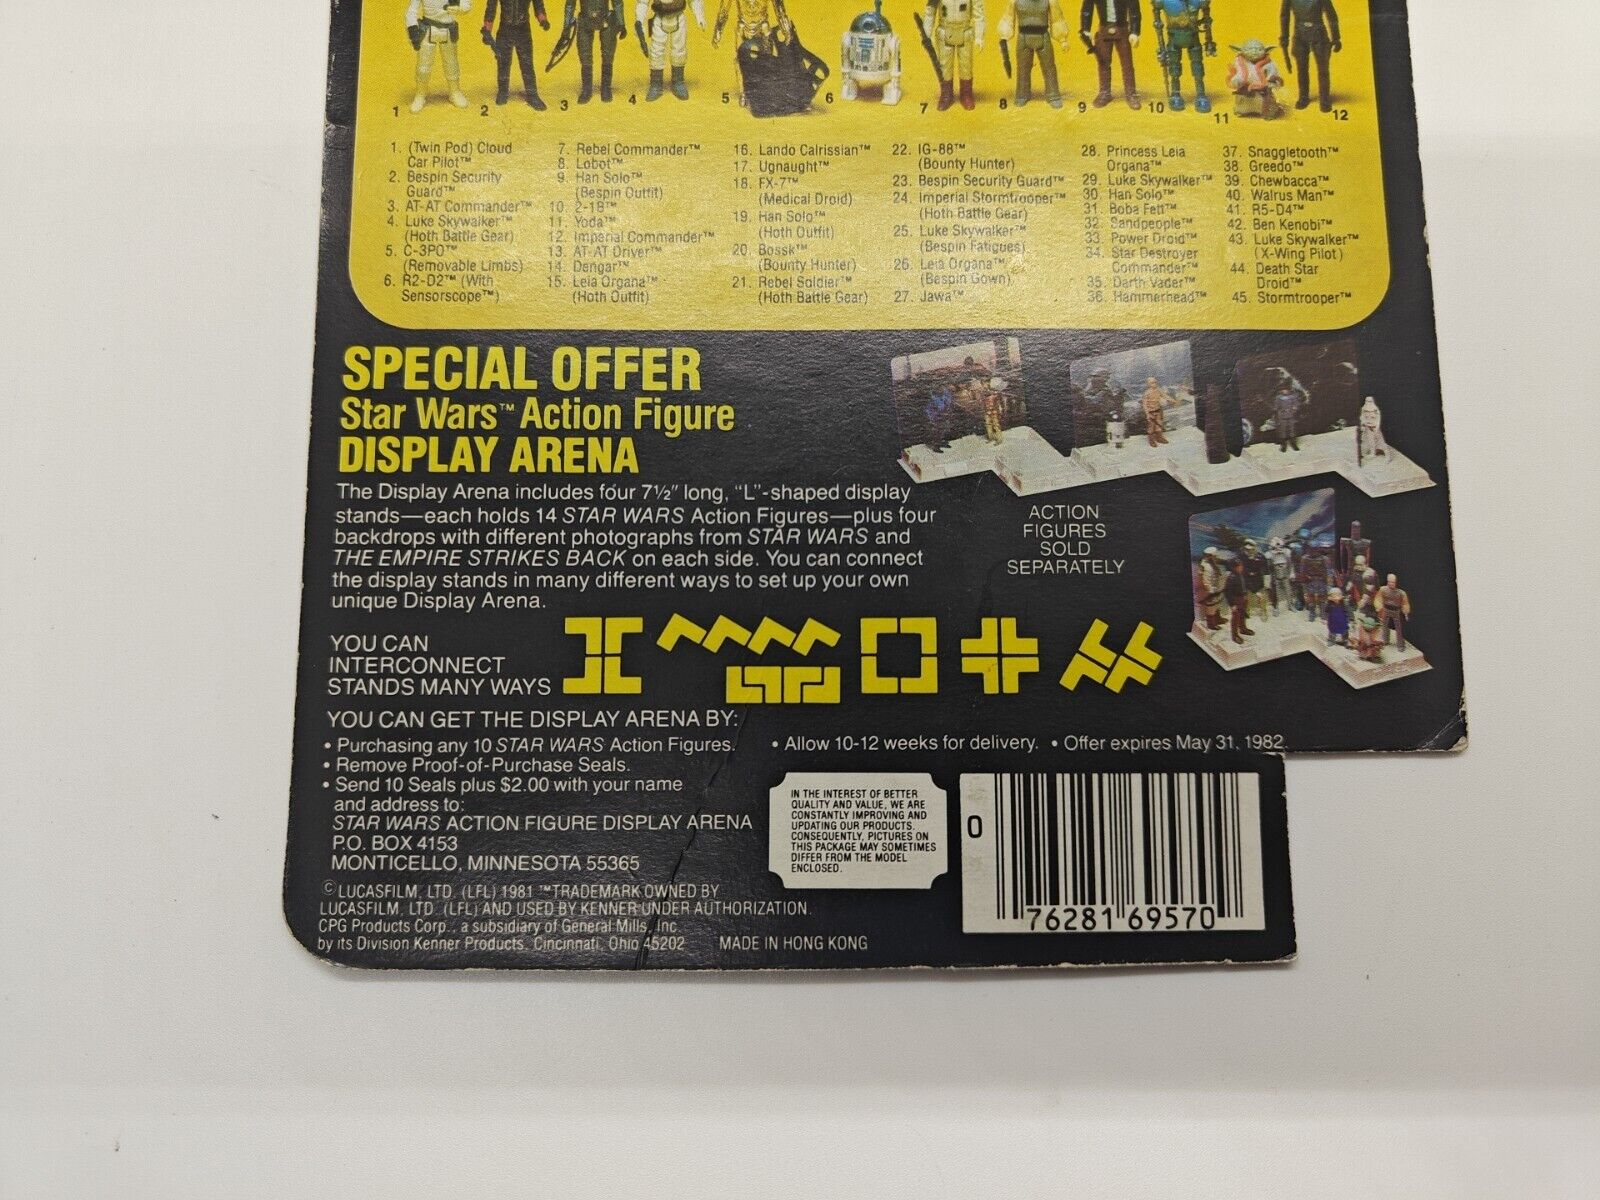 1
2
3
4
5
6
7
8
9
10
11
12
1. (Twin Pod) Cloud
Car Pilot™
2. Bespin Security
Guard™
3. AT-AT Commander™
4. Luke Skywalker™
(Hoth Battle Gear)
5. C-3PO™
(Removable Limbs)
6. R2-D2™ (With
Sensorscope™)
7. Rebel Commander™
8. Lobot™
9. Han Solo™
(Bespin Outfit)
10. 2-1B™
11. Yoda™
12. Imperial Commander™
13. AT-AT Driver™
14. Dengar™
15. Leia Organa™
(Hoth Outfit)
16. Lando Calrissian™
17. Ugnaught™
18. FX-7™
(Medical Droid)
19. Han Solo™
(Hoth Outfit)
20. Bossk™
(Bounty Hunter)
21. Rebel Soldier™
(Hoth Battle Gear)
22. IG-88™
(Bounty Hunter)
23. Bespin Security Guard™
24. Imperial Stormtrooper™
(Hoth Battle Gear)
25. Luke Skywalker™
(Bespin Fatigues)
26. Leia Organa™
(Bespin Gown)
27. Jawa™
28. Princess Leia
Organa™
29. Luke Skywalker™
30. Han Solo™
31. Boba Fett™
32. Sandpeople™
33. Power Droid™
34. Star Destroyer
Commander™
35. Darth Vader™
36. Hammerhead™
37. Snaggletooth™
38. Greedo™
39. Chewbacca™
40. Walrus Man™
41. R5-D4™
42. Ben Kenobi™
43. Luke Skywalker™
(X-Wing Pilot)
44. Death Star
Droid™
45. Stormtrooper™
SPECIAL OFFER
Star Wars™ Action Figure
DISPLAY ARENA
The Display Arena includes four 7½" long, "L"-shaped display
stands—each holds 14 STAR WARS Action Figures—plus four
backdrops with different photographs from STAR WARS and
THE EMPIRE STRIKES BACK on each side. You can connect
the display stands in many different ways to set up your own
unique Display Arena.
ACTION
FIGURES
SOLD
SEPARATELY
YOU CAN
INTERCONNECT
STANDS MANY WAYS
YOU CAN GET THE DISPLAY ARENA BY:
• Purchasing any 10 STAR WARS Action Figures.
• Remove Proof-of-Purchase Seals.
• Send 10 Seals plus $2.00 with your name
and address to:
STAR WARS ACTION FIGURE DISPLAY ARENA
P.O. BOX 4153
MONTICELLO, MINNESOTA 55365
• Allow 10-12 weeks for delivery. • Offer expires May 31, 1982.
IN THE INTEREST OF BETTER
QUALITY AND VALUE, WE ARE
CONSTANTLY IMPROVING AND
UPDATING OUR PRODUCTS.
CONSEQUENTLY, PICTURES ON
THIS PACKAGE MAY SOMETIMES
DIFFER FROM THE MODEL
ENCLOSED.
0
76281 69570
© LUCASFILM, LTD. (LFL) 1981 ™TRADEMARK OWNED BY
LUCASFILM, LTD. (LFL) AND USED BY KENNER UNDER AUTHORIZATION.
CPG Products Corp., a subsidiary of General Mills, Inc.
by its Division Kenner Products, Cincinnati, Ohio 45202
MADE IN HONG KONG